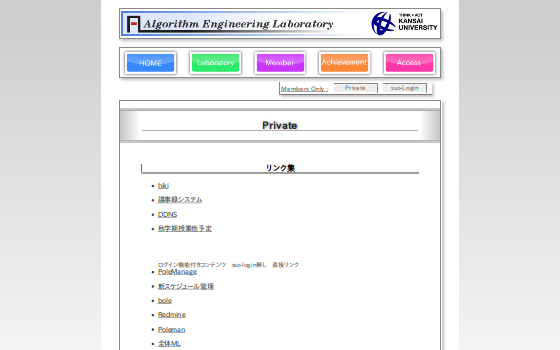 Algorithm Engineering Laboratory
THINK×ACT
KANSAI
UNIVERSITY
HOME Laboratory Member Achievement Access
Members Only : Private sso-Login
Private
リンク集
hiki
議事録システム
DDNS
秋学期授業他予定
ログイン機能付きコンテンツ sso-login無し 直接リンク
PoleManage
新スケジュール管理
bole
Redmine
Poleman
全体ML